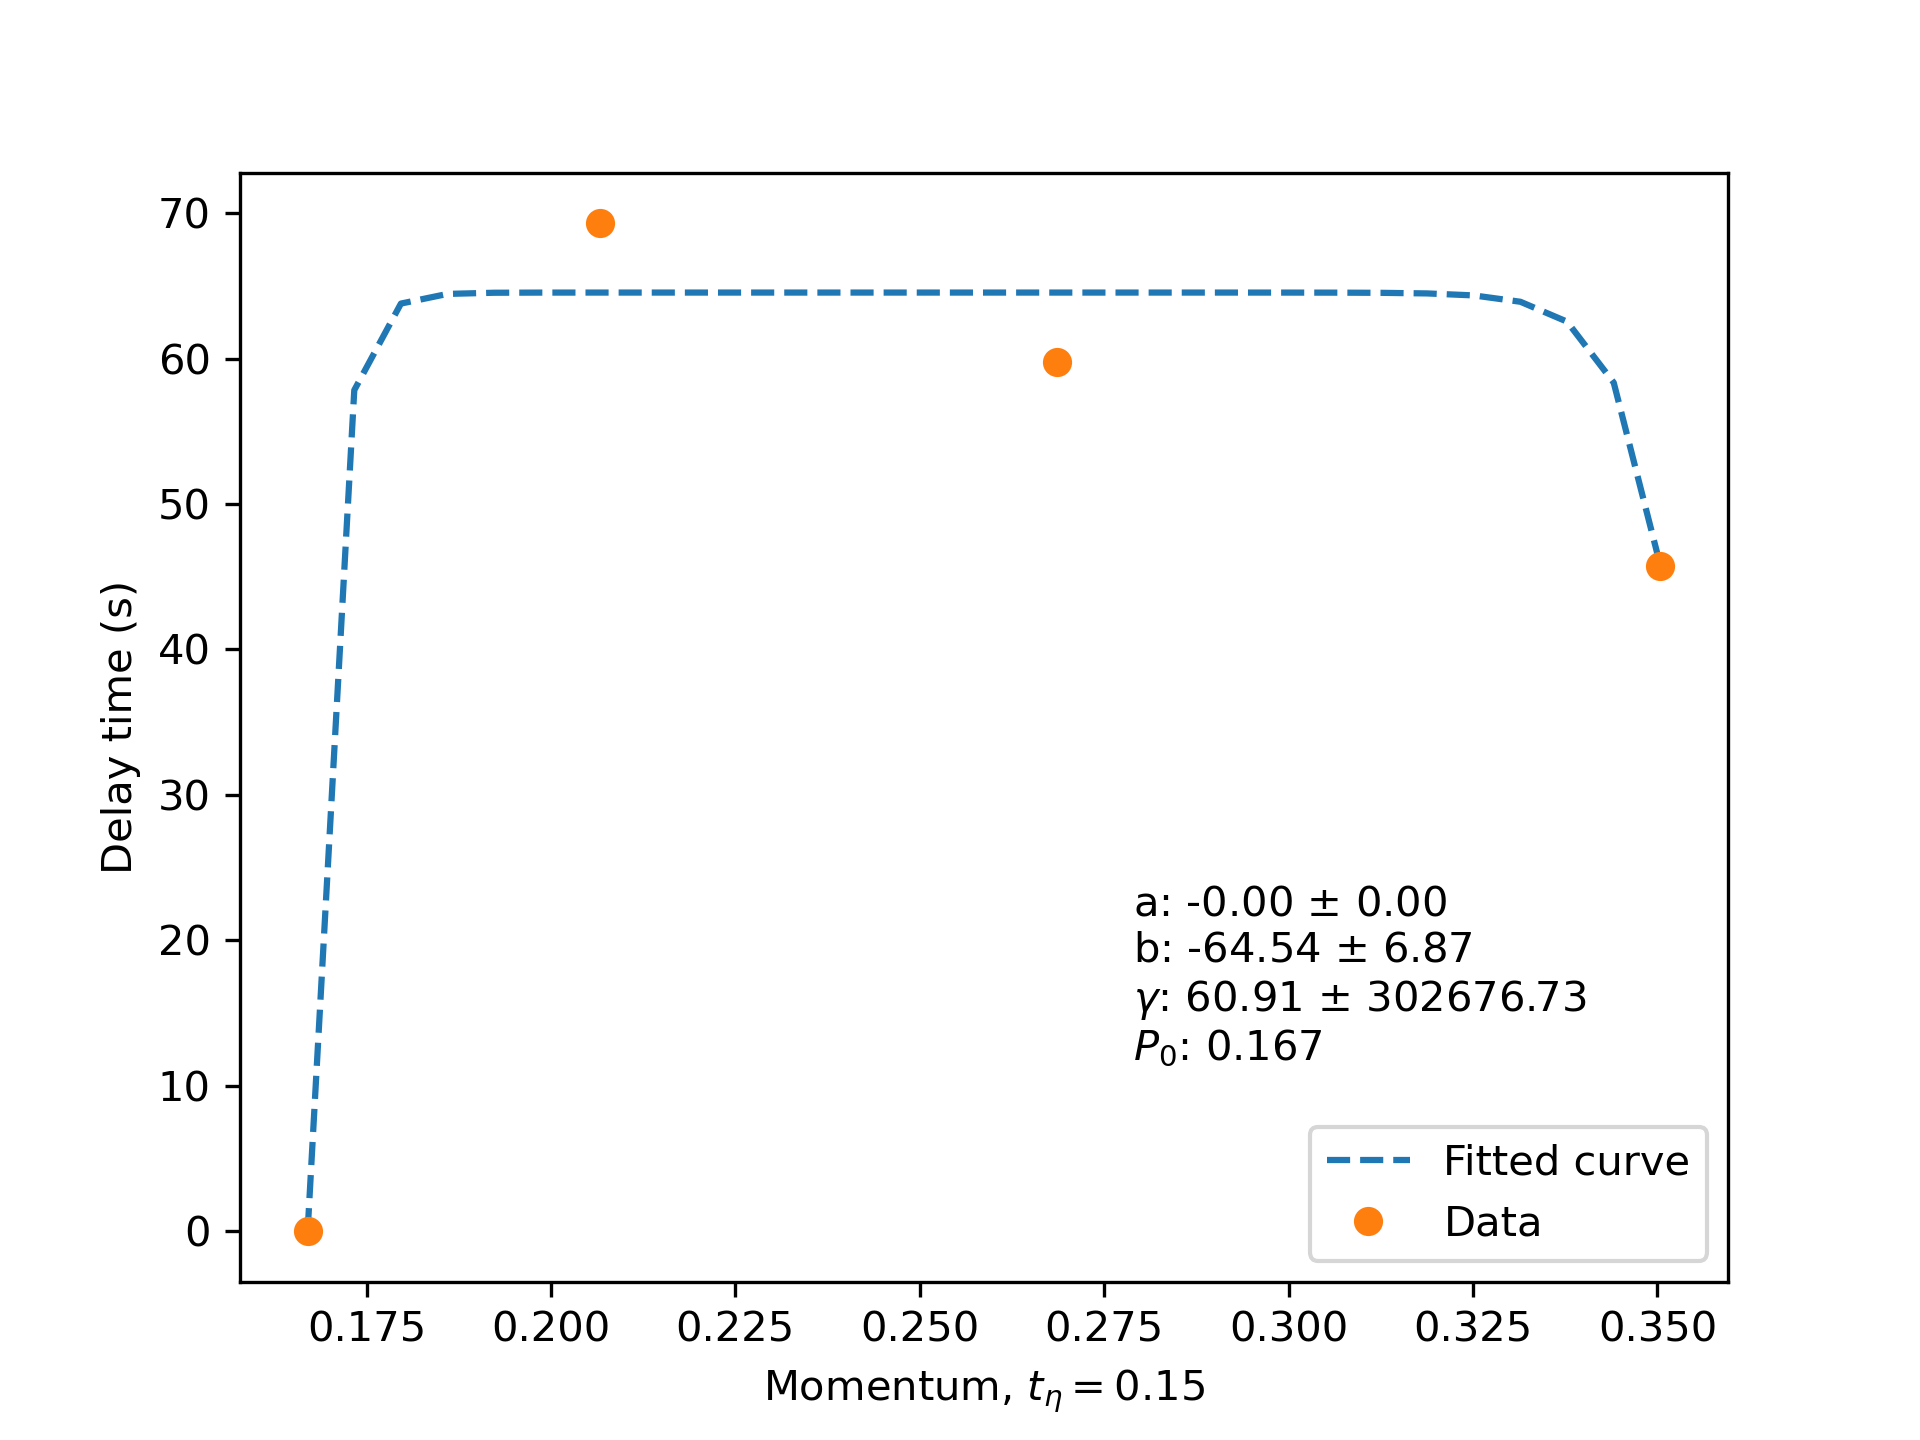 70
60
50
40
30
20
10
0
Delay time (s)
a: -0.00 ± 0.00
b: -64.54 ± 6.87
γ: 60.91 ± 302676.73
P₀: 0.167
Fitted curve
Data
0.175 0.200 0.225 0.250 0.275 0.300 0.325 0.350
Momentum, tη = 0.15